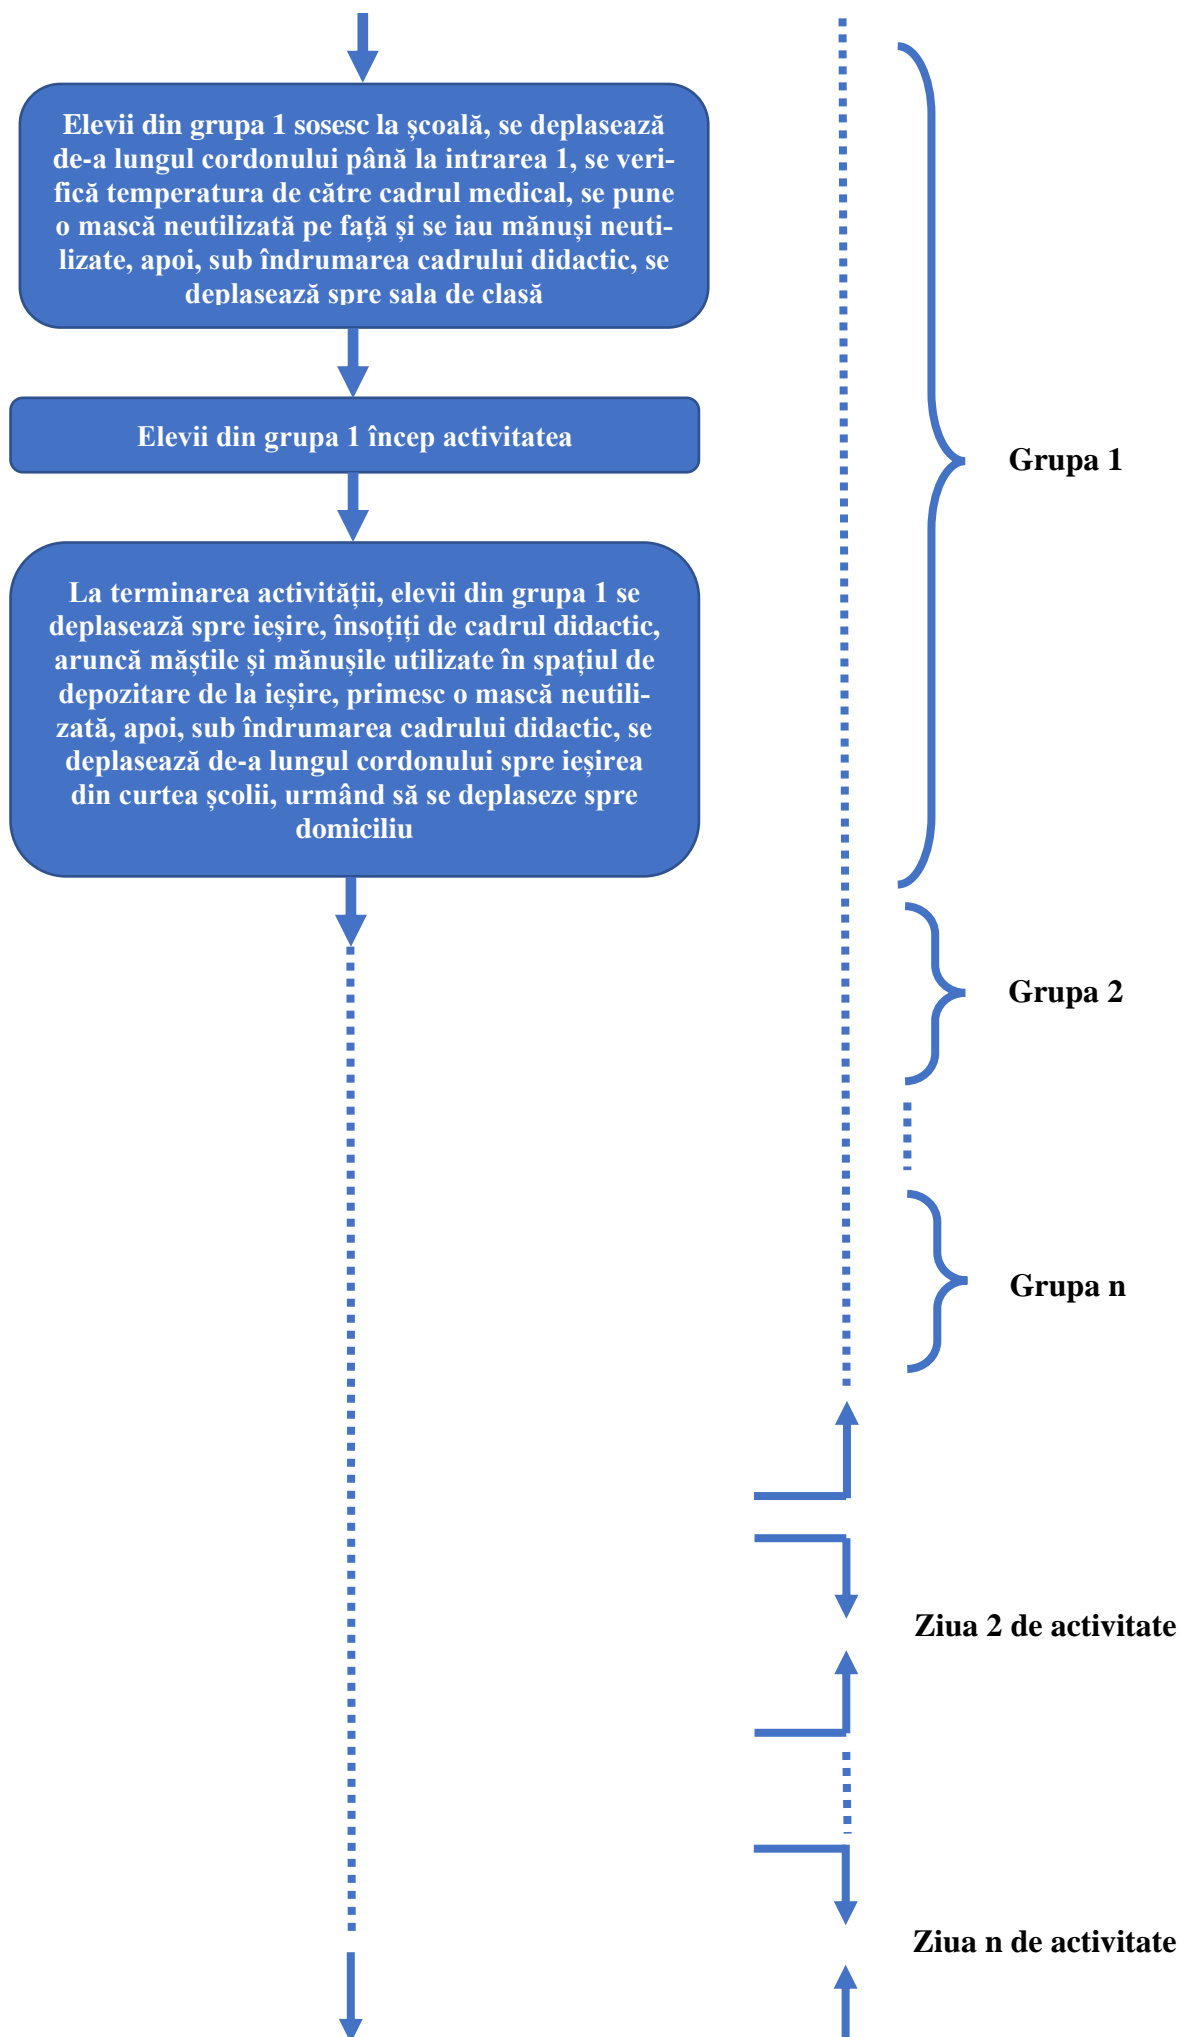 Elevii din grupa 1 sosesc la școală, se deplasează
de-a lungul cordonului până la intrarea 1, se veri-
fică temperatura de către cadrul medical, se pune
o mască neutilizată pe față și se iau mănuși neuti-
lizate, apoi, sub îndrumarea cadrului didactic, se
deplasează spre sala de clasă
Elevii din grupa 1 încep activitatea
Grupa 1
La terminarea activității, elevii din grupa 1 se
deplasează spre ieșire, însoțiți de cadrul didactic,
aruncă măștile și mănușile utilizate în spațiul de
depozitare de la ieșire, primesc o mască neutili-
zată, apoi, sub îndrumarea cadrului didactic, se
deplasează de-a lungul cordonului spre ieșirea
din curtea școlii, urmând să se deplaseze spre
domiciliu
Grupa 2
Grupa n
Ziua 2 de activitate
Ziua n de activitate